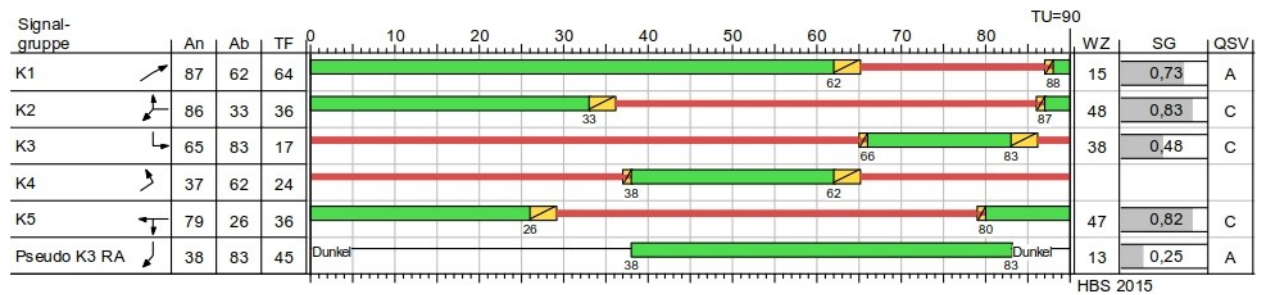 TU=90
Signal-
gruppe An Ab TF 0 10 20 30 40 50 60 70 80 WZ SG QSV
K1 87 62 64 62 88 15 0,73 A
K2 86 33 36 33 87 48 0,83 C
K3 65 83 17 66 83 38 0,48 C
K4 37 62 24 38 62
K5 79 26 36 26 80 47 0,82 C
Pseudo K3 RA 38 83 45 Dunkel 38 83 Dunkel 13 0,25 A
HBS 2015